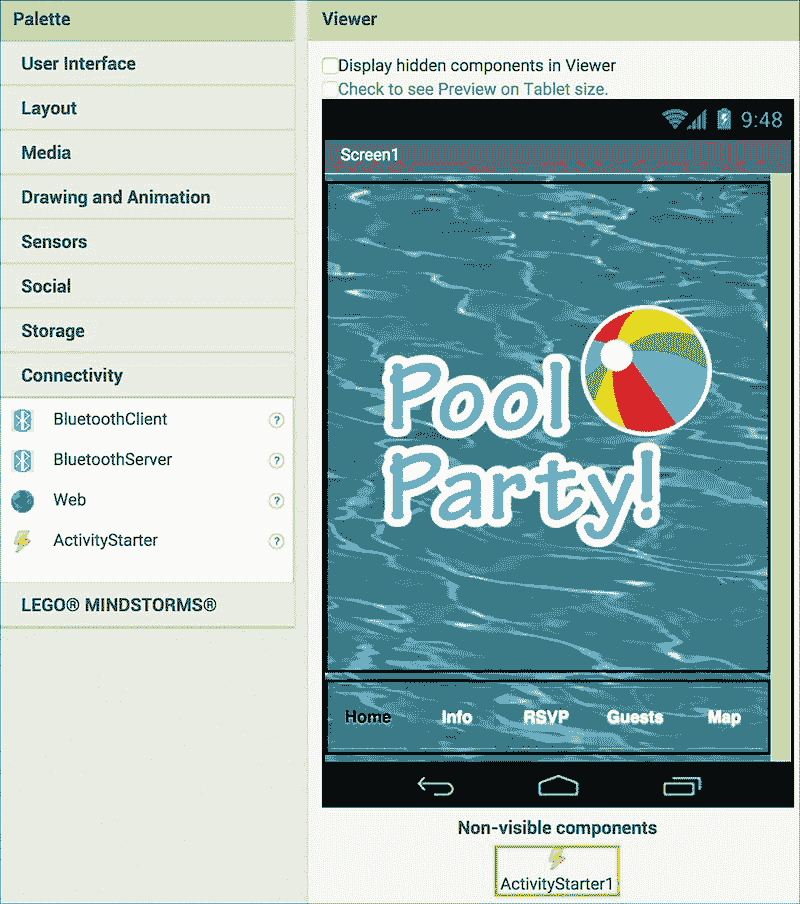 Palette
User Interface
Layout
Media
Drawing and Animation
Sensors
Social
Storage
Connectivity
BluetoothClient ?
BluetoothServer ?
Web ?
ActivityStarter ?
LEGO® MINDSTORMS®
Viewer
Display hidden components in Viewer
Check to see Preview on Tablet size.
9:48
Screen1
Pool
Party!
Home Info RSVP Guests Map
Non-visible components
ActivityStarter1